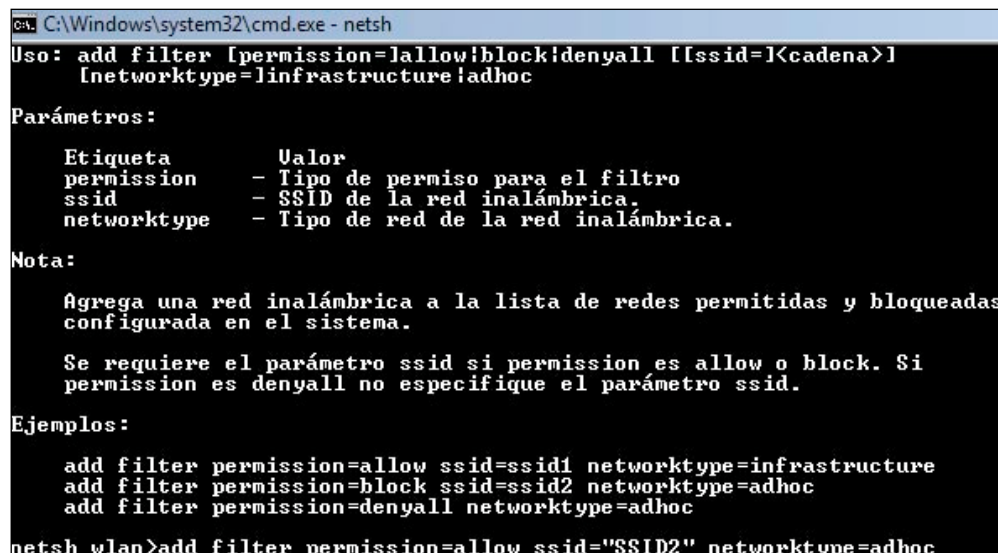 C:\Windows\system32\cmd.exe - netsh
Uso: add filter [permission=]allow|block|denyall [[ssid=]<cadena>]
[networktype=]infrastructure|adhoc
Parámetros:
Etiqueta Valor
permission - Tipo de permiso para el filtro
ssid - SSID de la red inalámbrica.
networktype - Tipo de red de la red inalámbrica.
Nota:
Agrega una red inalámbrica a la lista de redes permitidas y bloqueadas
configurada en el sistema.
Se requiere el parámetro ssid si permission es allow o block. Si
permission es denyall no especifique el parámetro ssid.
Ejemplos:
add filter permission=allow ssid=ssid1 networktype=infrastructure
add filter permission=block ssid=ssid2 networktype=adhoc
add filter permission=denyall networktype=adhoc
netsh wlan>add filter permission=allow ssid="SSID2" networktype=adhoc